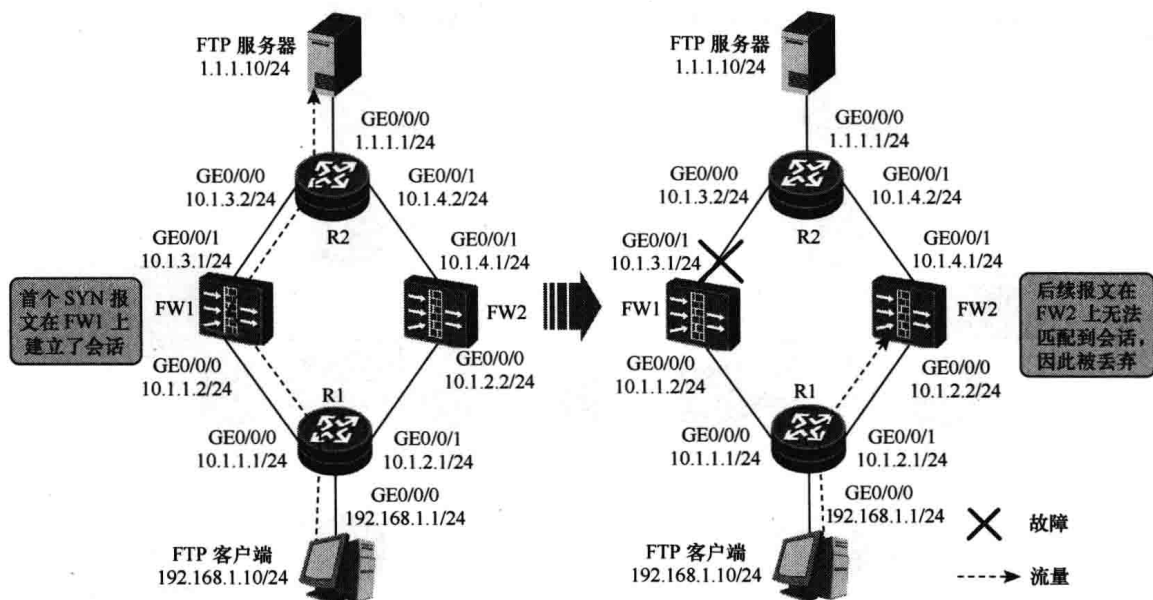 FTP 服务器
1.1.1.10/24
GE0/0/0
1.1.1.1/24
GE0/0/0
10.1.3.2/24
GE0/0/1
10.1.4.2/24
R2
GE0/0/1
10.1.3.1/24
GE0/0/1
10.1.4.1/24
首个 SYN 报
文在 FW1 上
建立了会话
FW1
FW2
GE0/0/0
10.1.1.2/24
GE0/0/0
10.1.2.2/24
R1
GE0/0/0
10.1.1.1/24
GE0/0/1
10.1.2.1/24
GE0/0/0
192.168.1.1/24
FTP 客户端
192.168.1.10/24
FTP 服务器
1.1.1.10/24
GE0/0/0
1.1.1.1/24
GE0/0/0
10.1.3.2/24
GE0/0/1
10.1.4.2/24
R2
GE0/0/1
10.1.3.1/24
GE0/0/1
10.1.4.1/24
FW1
FW2
后续报文在
FW2 上无法
匹配到会话,
因此被丢弃
10.1.1.2/24
GE0/0/0
10.1.2.2/24
R1
GE0/0/0
10.1.1.1/24
GE0/0/1
10.1.2.1/24
GE0/0/0
192.168.1.1/24
FTP 客户端
192.168.1.10/24
故障
流量